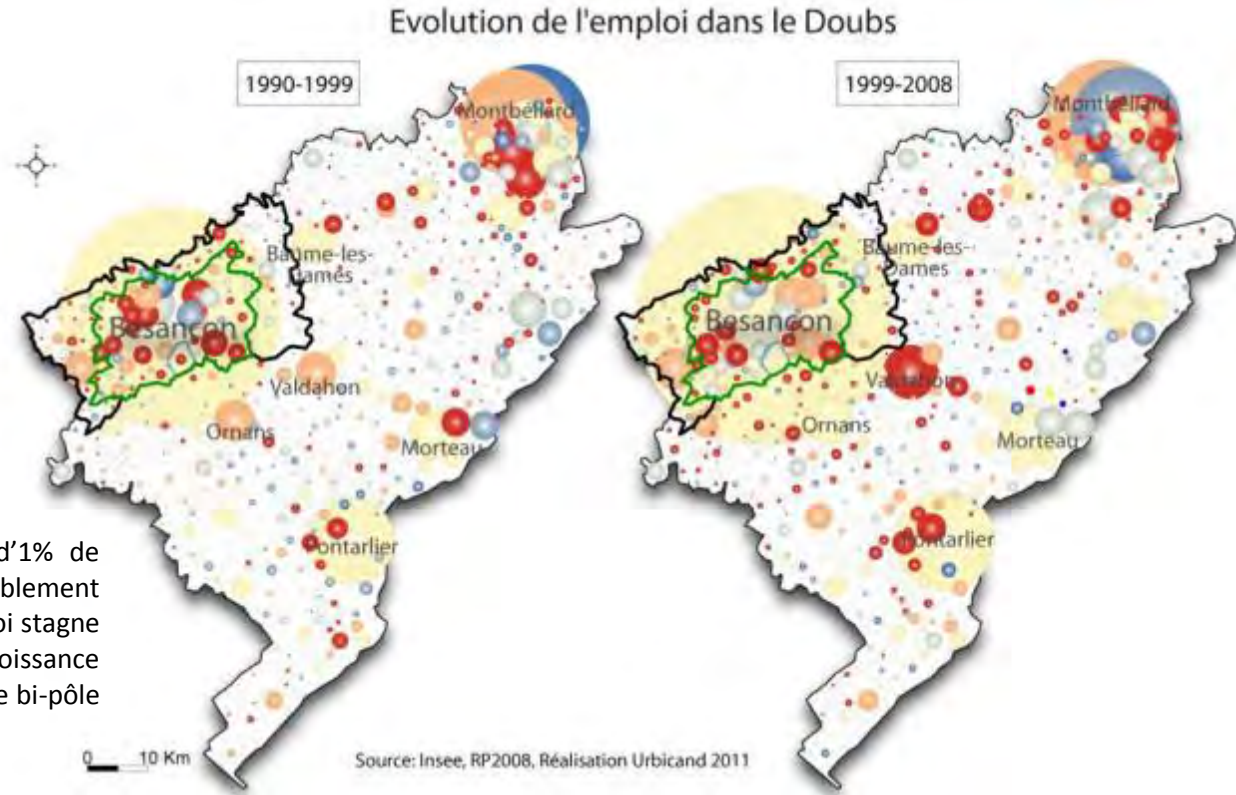 Evolution de l'emploi dans le Doubs
1990-1999
Montbéliard
Baume-les-
Dames
Besançon
Valdahon
Ornans
Morteau
Pontarlier
1999-2008
Montbéliard
Baume-les-
Dames
Besançon
Valdahon
Ornans
Morteau
Pontarlier
d'1% de
blement
oi stagne
oissance
e bi-pôle
0 10 Km
Source: Insee, RP2008, Réalisation Urbicand 2011